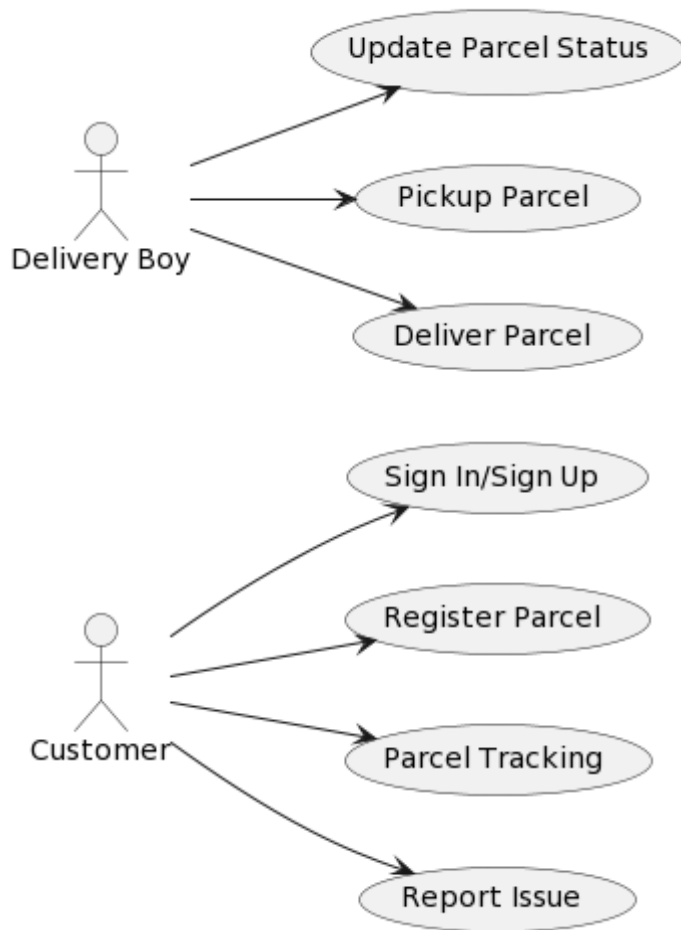 Update Parcel Status
Pickup Parcel
Delivery Boy
Deliver Parcel
Sign In/Sign Up
Register Parcel
Customer
Parcel Tracking
Report Issue